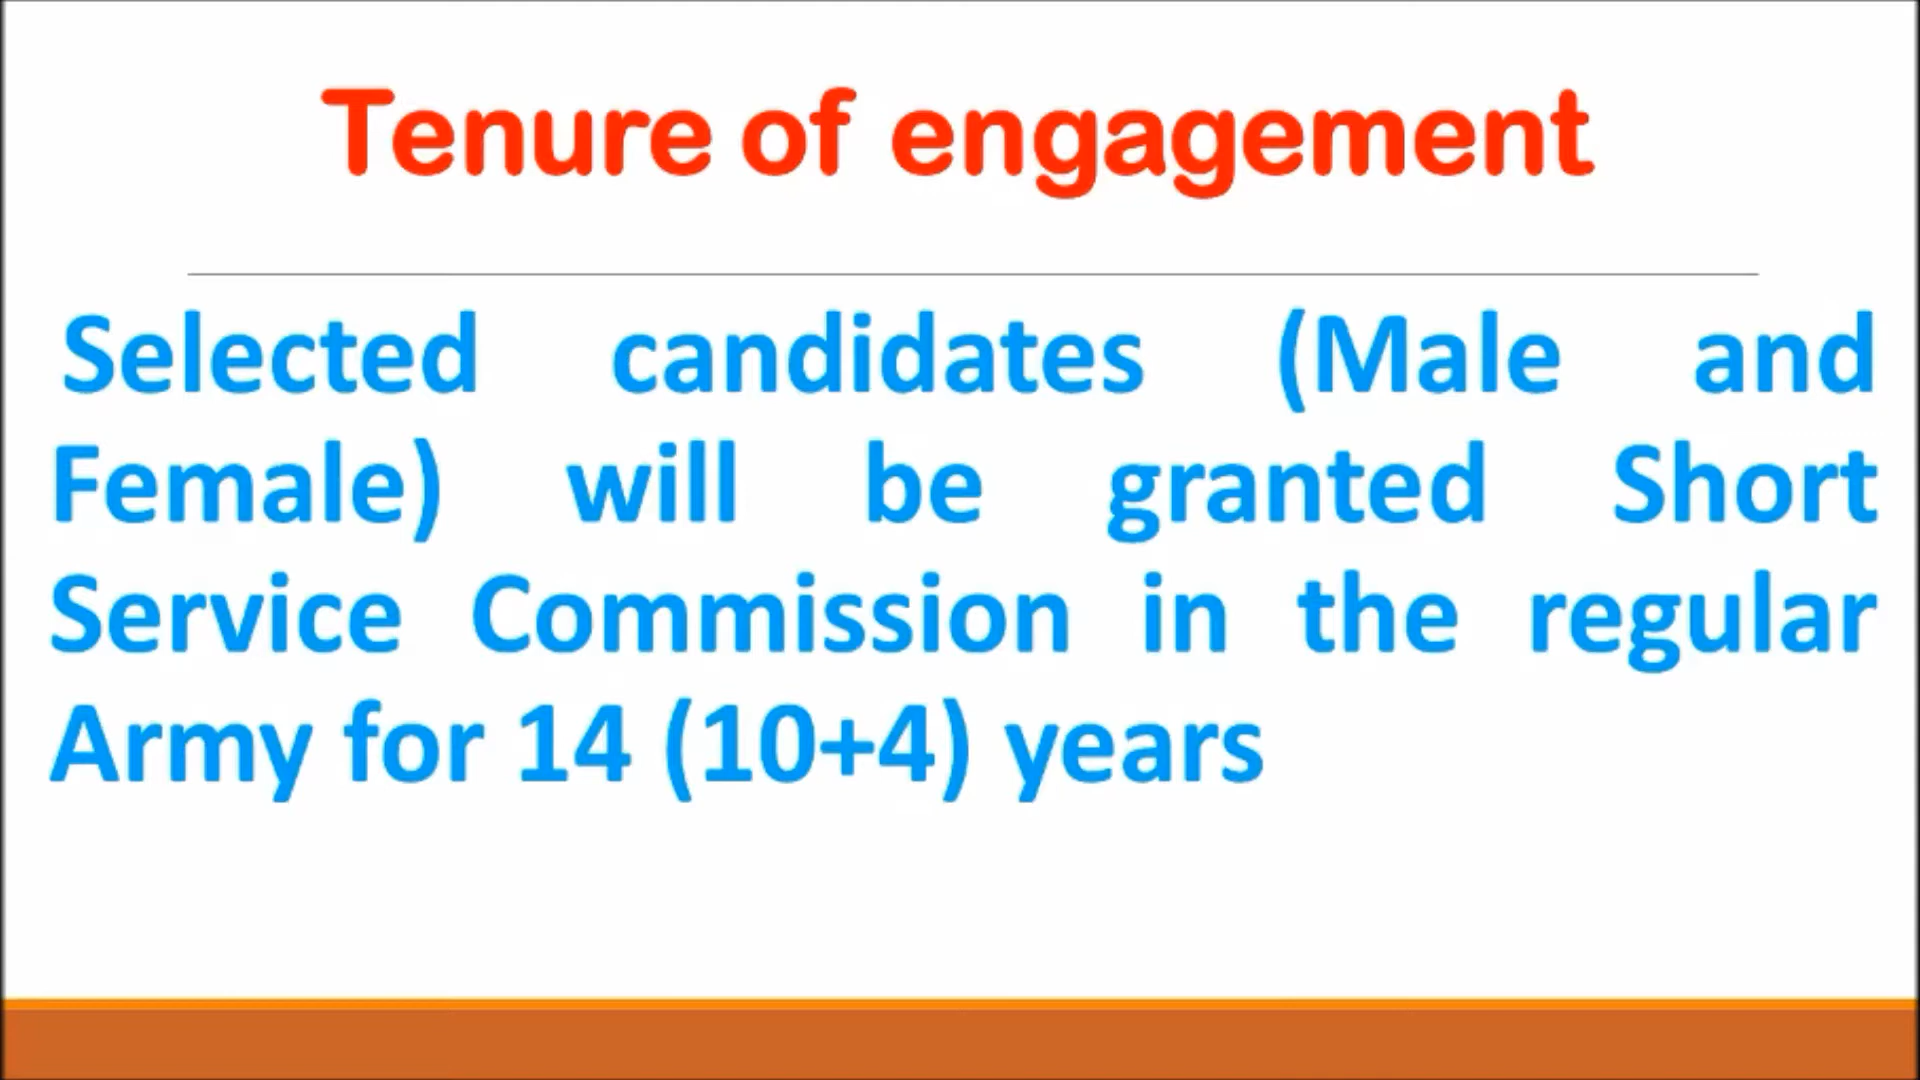 Tenure of engagement
Selected candidates (Male and
Female) will be granted Short
Service Commission in the regular
Army for 14 (10+4) years